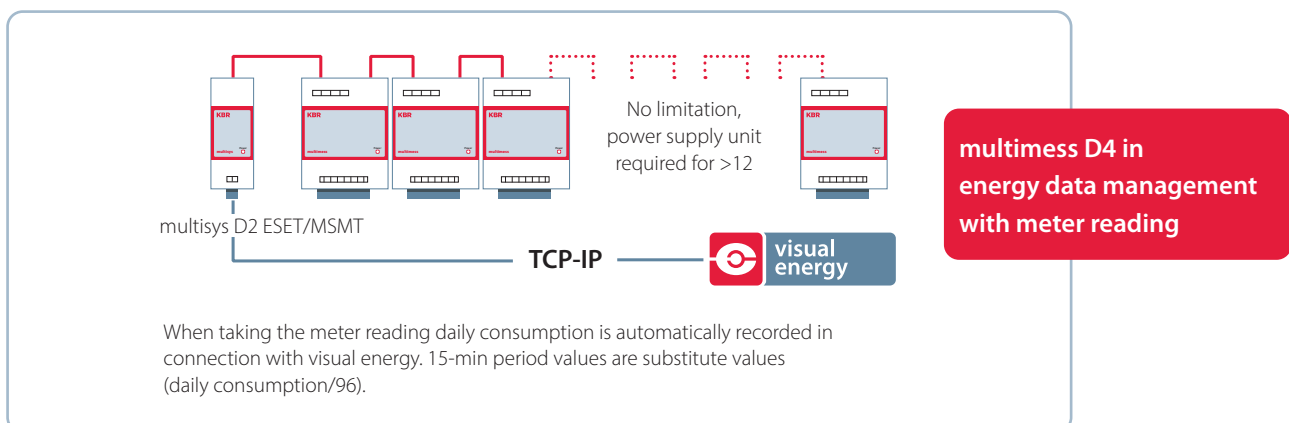 No limitation,
power supply unit
required for >12
KBR
KBR
KBR
KBR
KBR
multisys
multimess
multimess
multimess
multimess
multisys D2 ESET/MSMT
TCP-IP
visual
energy
multimess D4 in
energy data management
with meter reading
When taking the meter reading daily consumption is automatically recorded in
connection with visual energy. 15-min period values are substitute values
(daily consumption/96).